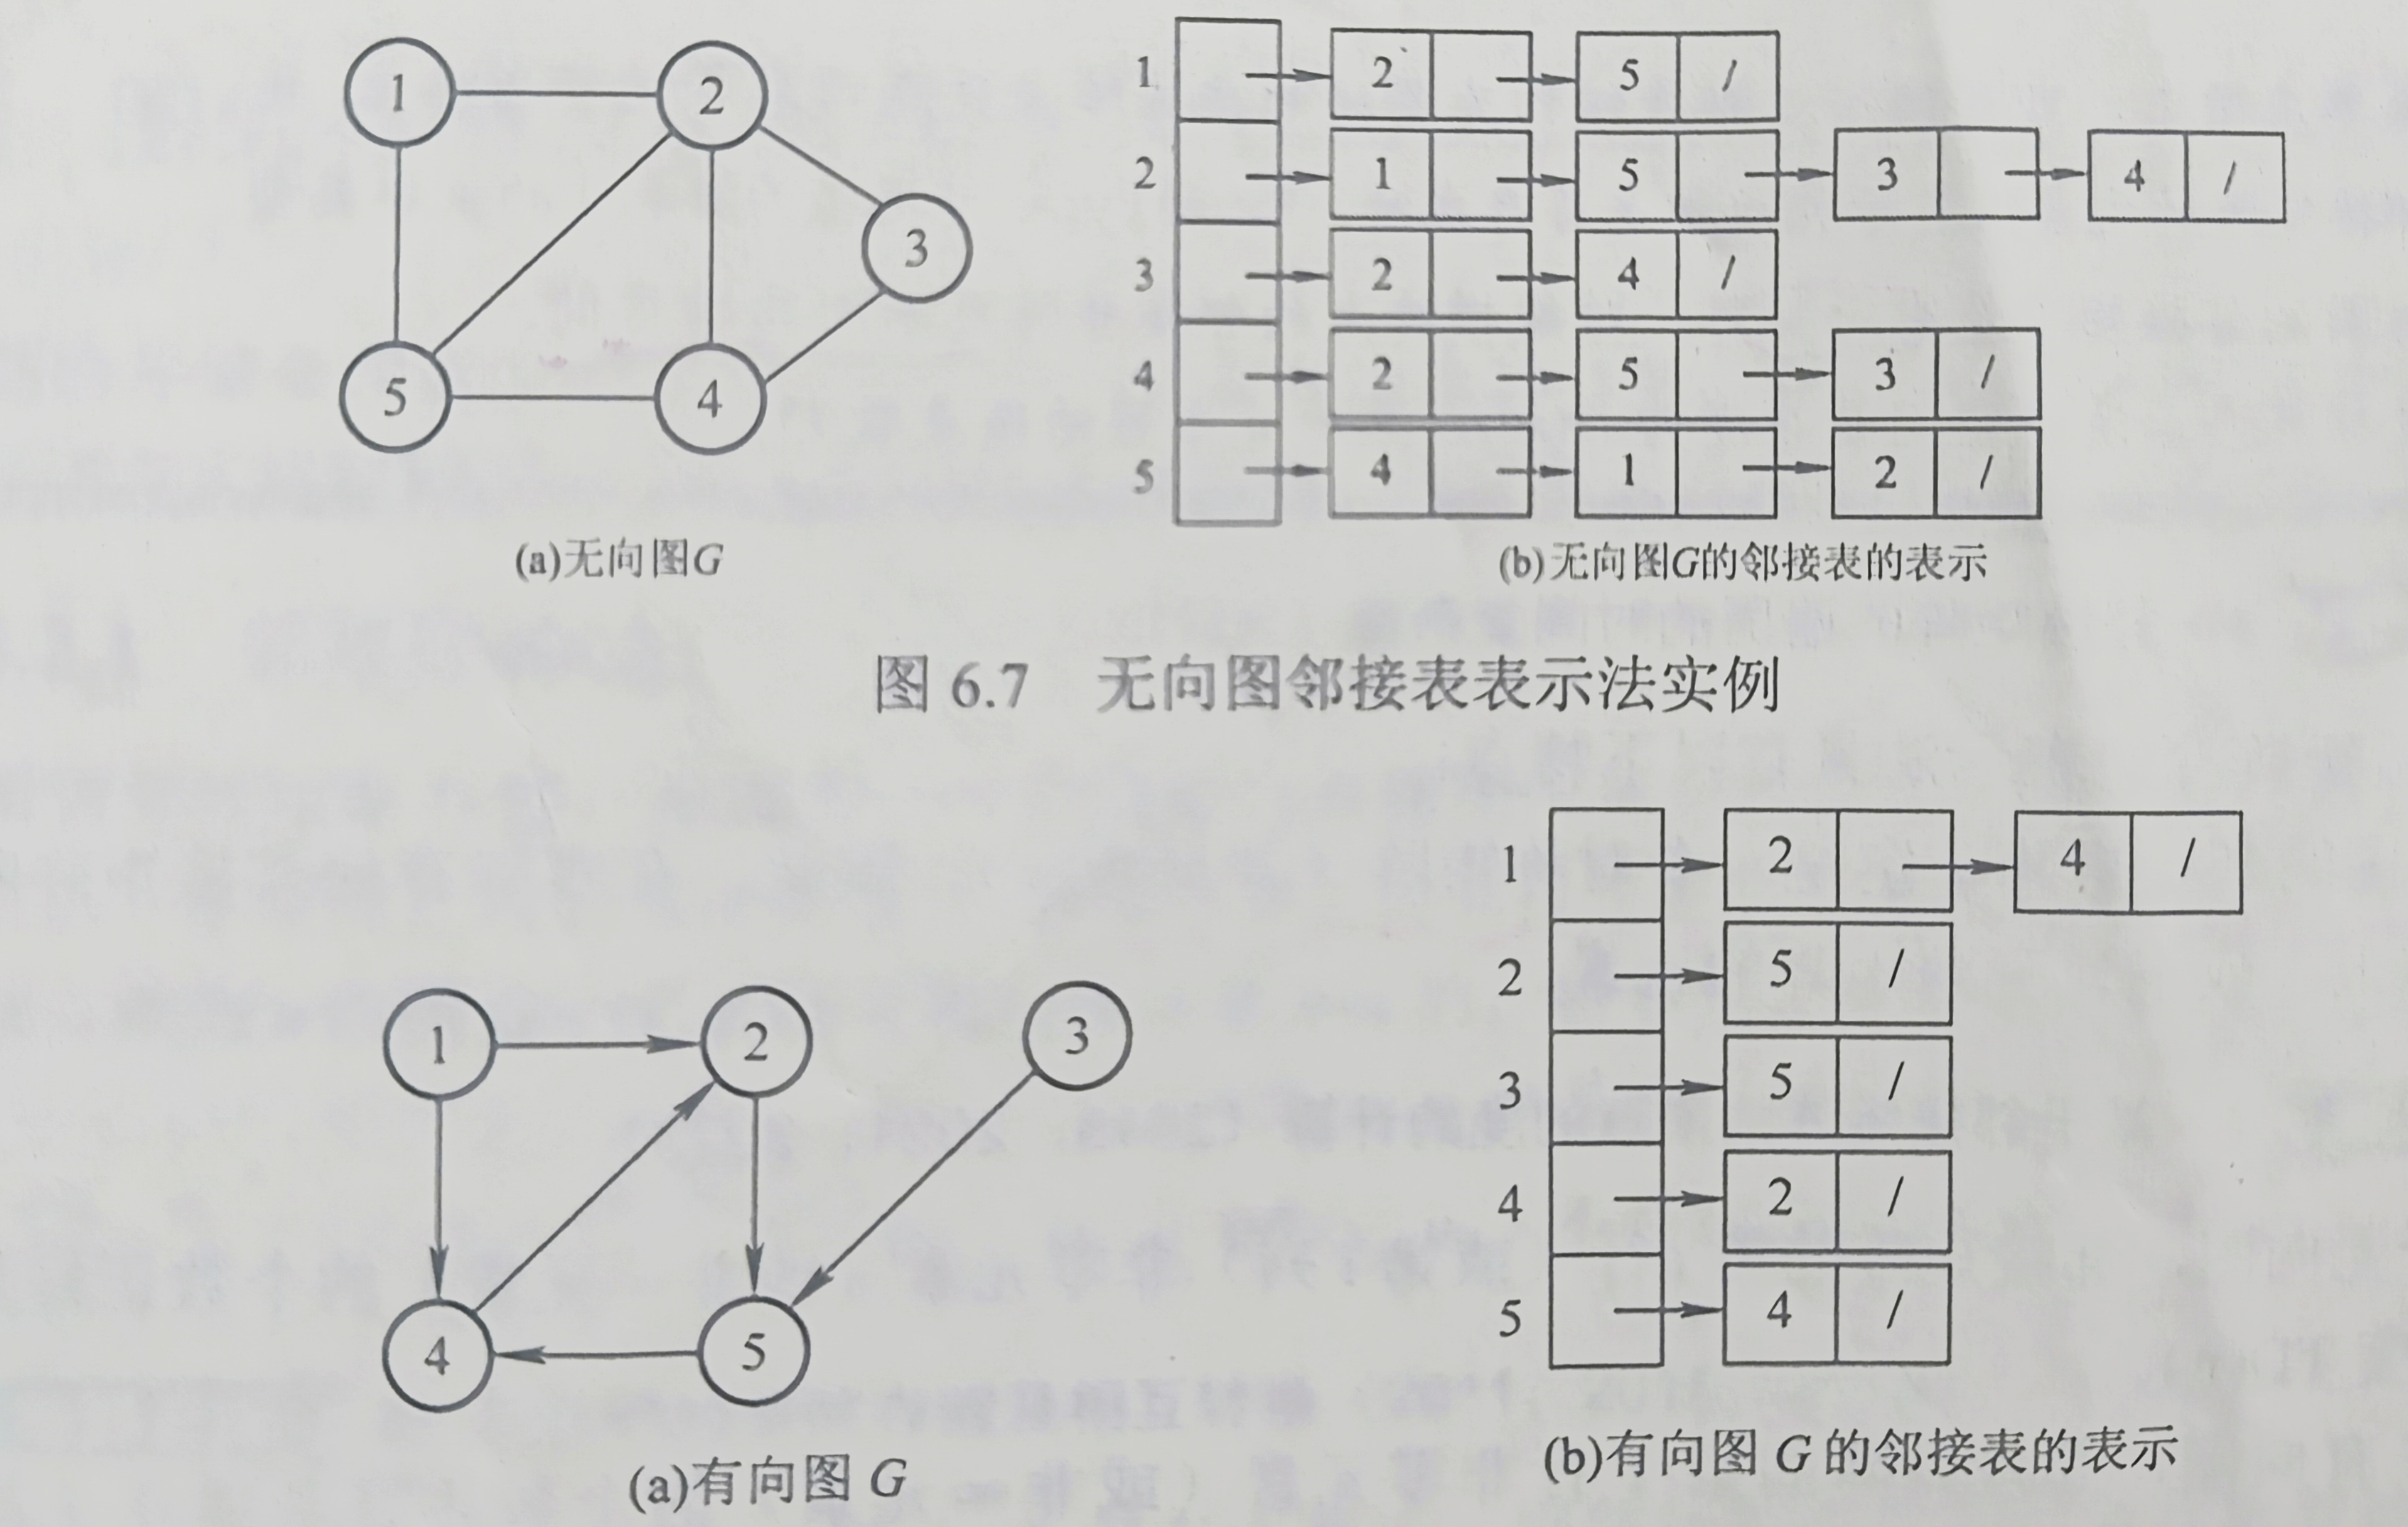 1 2
3
5 4
(a)无向图G
1 2 5 /
2 1 5 3 4 /
3 2 4 /
4 2 5 3 /
5 4 1 2 /
(b)无向图G的邻接表的表示
图 6.7 无向图邻接表表示法实例
1 2 3
4 5
(a)有向图 G
1 2 4 /
2 5 /
3 5 /
4 2 /
5 4 /
(b)有向图 G 的邻接表的表示